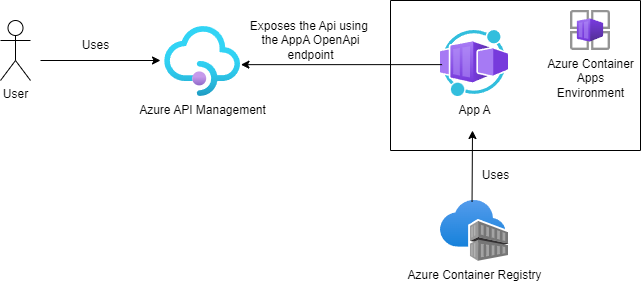 Uses
User
Azure API Management
Exposes the Api using
the AppA OpenApi
endpoint
App A
Azure Container
Apps
Environment
Uses
Azure Container Registry